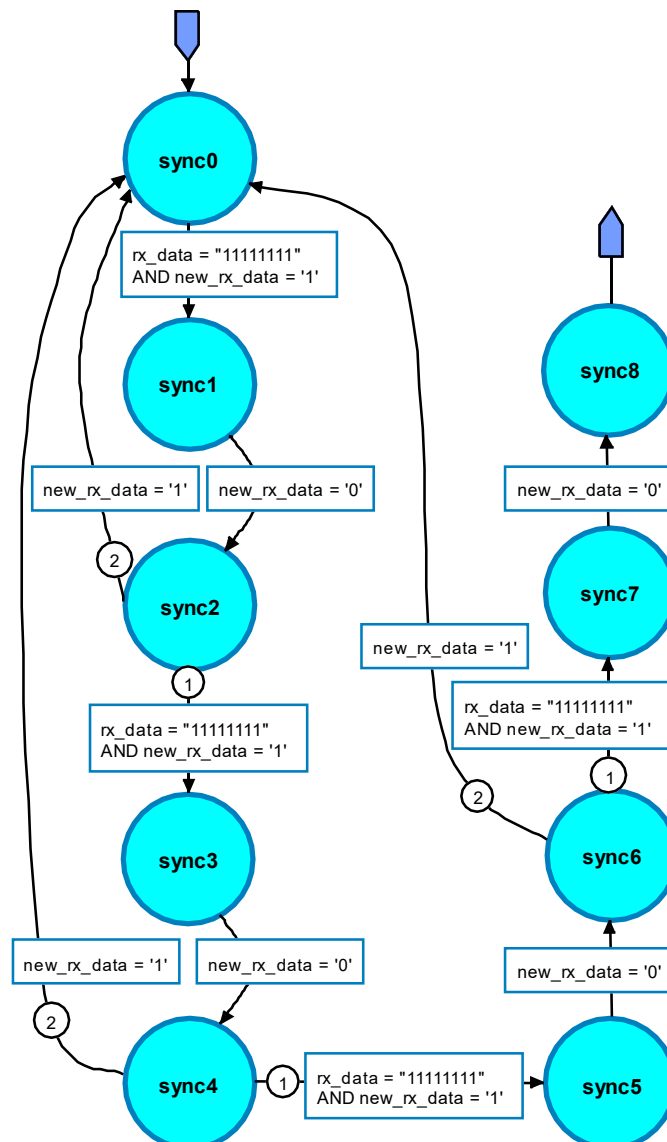 sync0
rx_data = "11111111"
AND new_rx_data = '1'
sync1
sync8
new_rx_data = '1'
new_rx_data = '0'
new_rx_data = '0'
2
sync2
sync7
1
new_rx_data = '1'
rx_data = "11111111"
AND new_rx_data = '1'
rx_data = "11111111"
AND new_rx_data = '1'
1
2
sync3
sync6
new_rx_data = '1'
new_rx_data = '0'
new_rx_data = '0'
2
sync4
1
rx_data = "11111111"
AND new_rx_data = '1'
sync5